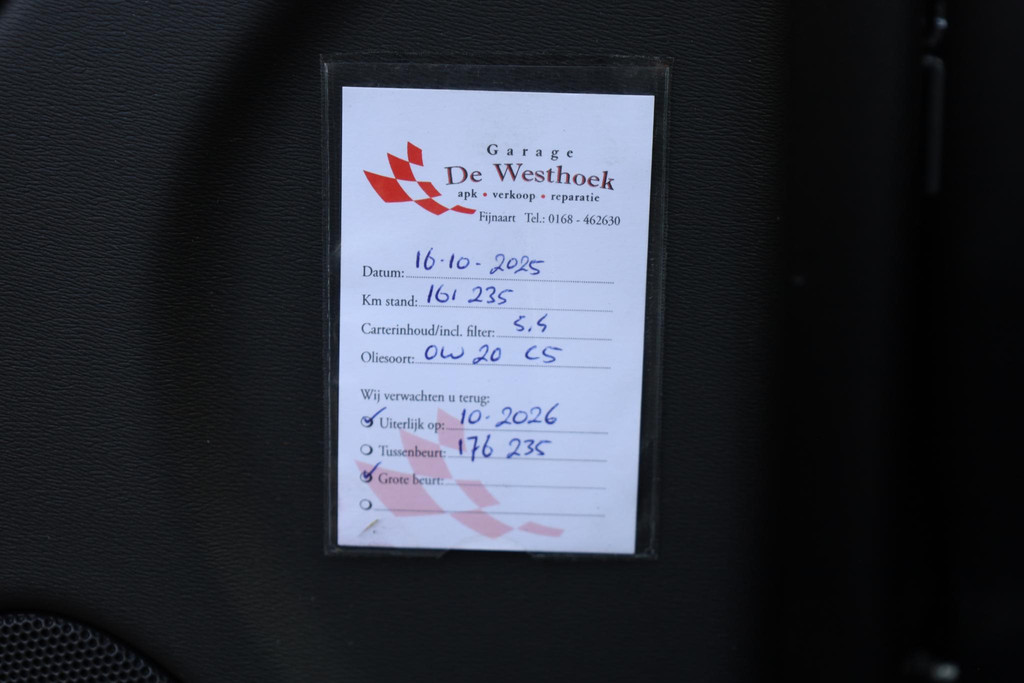 Garage
De Westhoek
apk • verkoop • reparatie
Fijnaart Tel.: 0168 - 462630
Datum: 16-10-2025
Km stand: 161 235
Carterinhoud/incl. filter: 5.5
Oliesoort: 0W 20 C5
Wij verwachten u terug:
Uiterlijk op: 10-2026
Tussenbeurt: 176 235
Grote beurt: